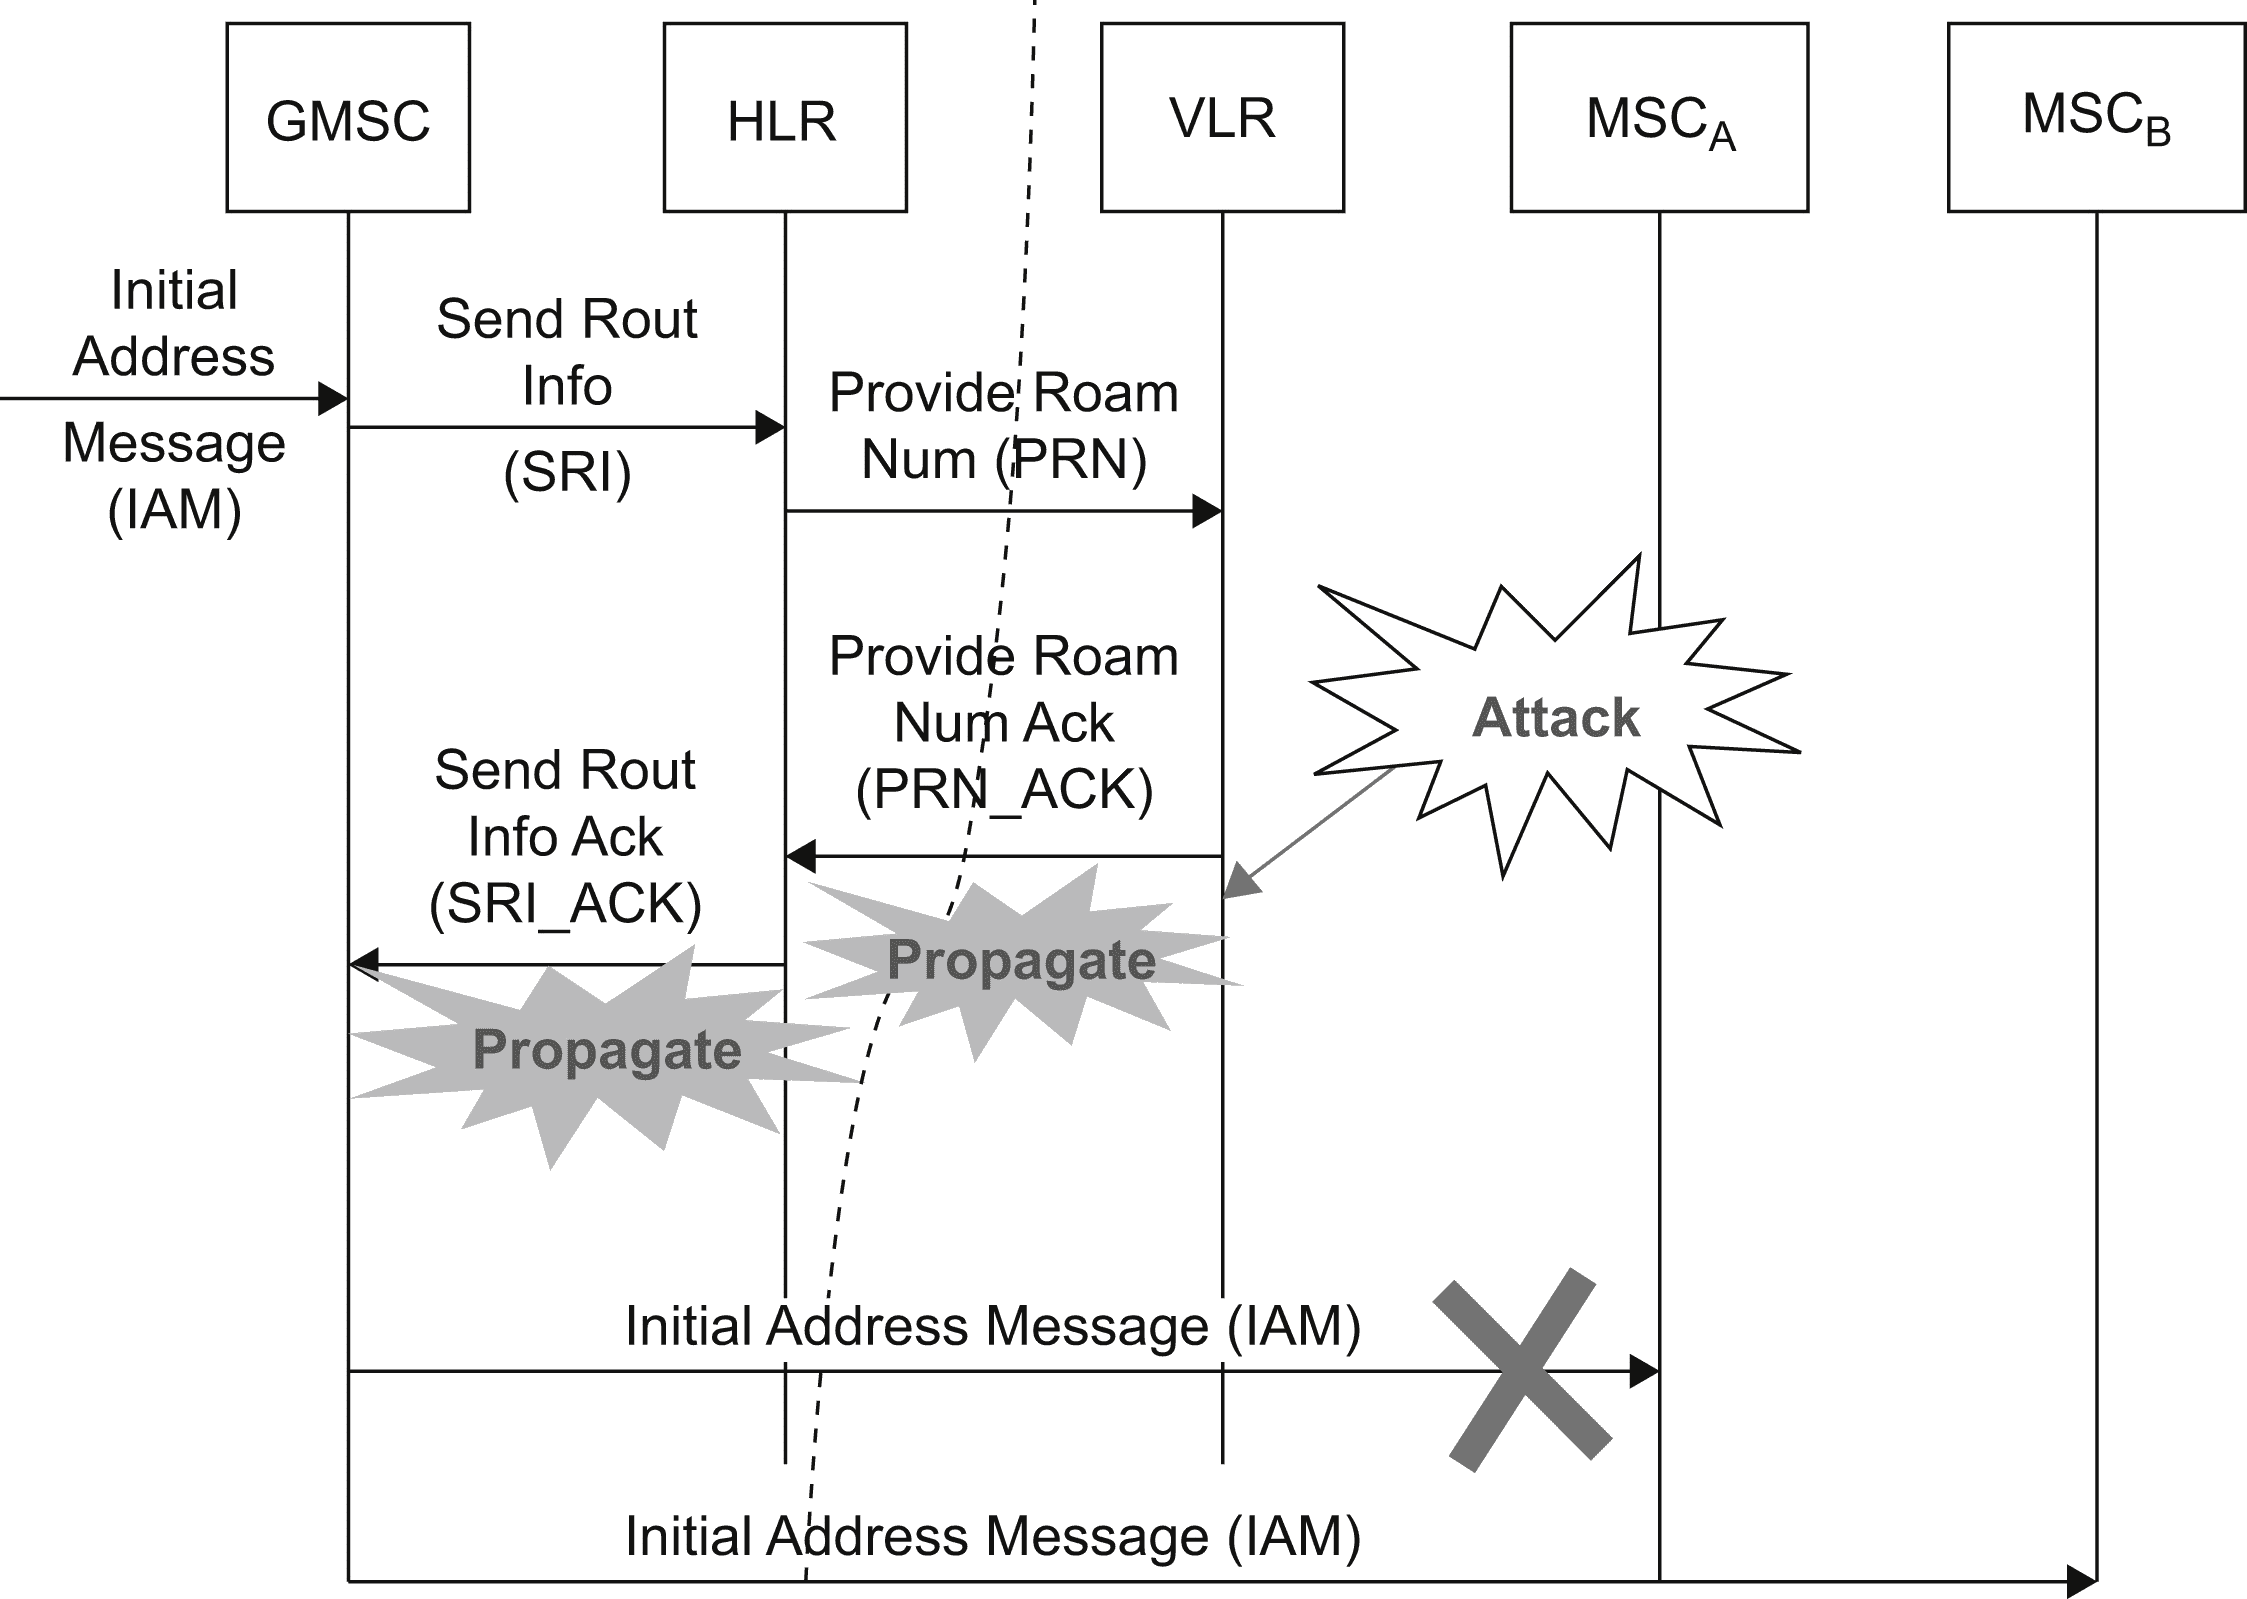 GMSC
HLR
VLR
MSCA
MSCB
Initial
Address
Message
(IAM)
Send Rout
Info
(SRI)
Provide Roam
Num (PRN)
Provide Roam
Num Ack
(PRN_ACK)
Attack
Send Rout
Info Ack
(SRI_ACK)
Propagate
Propagate
Initial Address Message (IAM)
Initial Address Message (IAM)